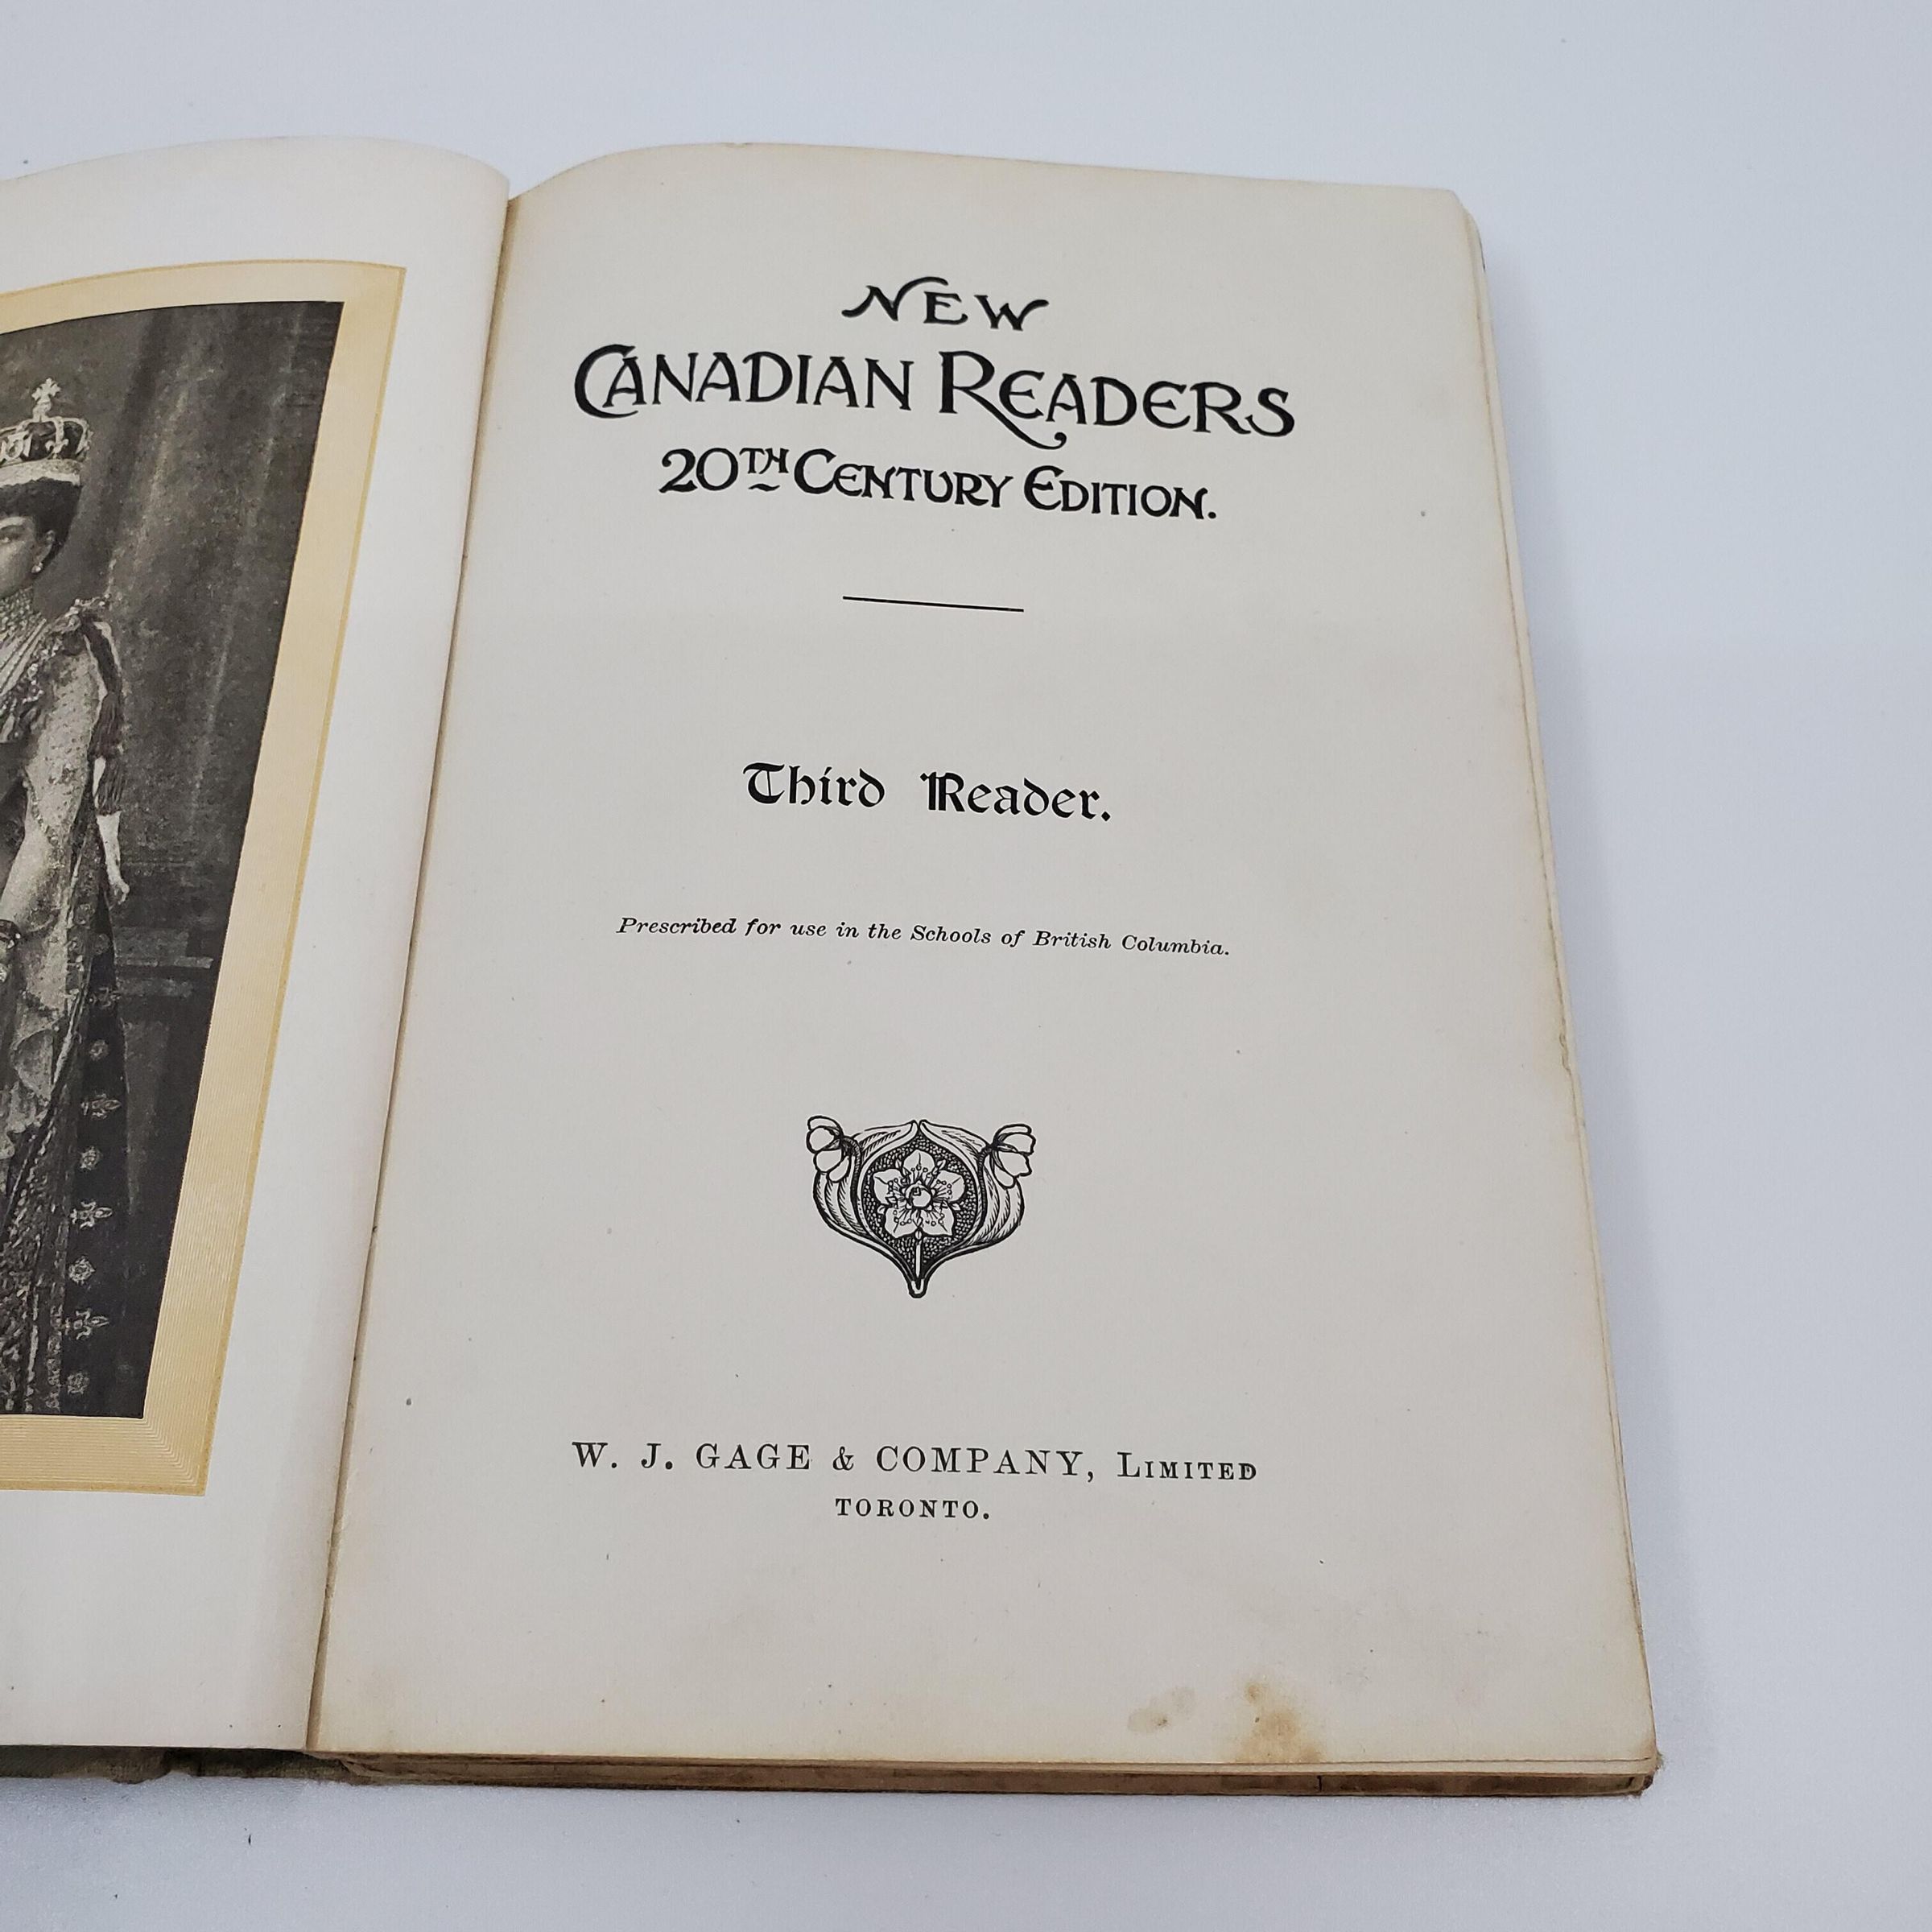 NEW
CANADIAN READERS
20TH CENTURY EDITION.
Third Reader.
Prescribed for use in the Schools of British Columbia.
W. J. GAGE & COMPANY, LIMITED
TORONTO.